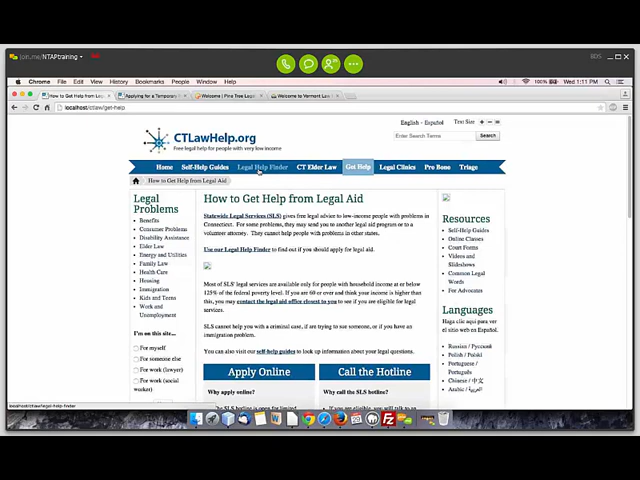 join.me/NTAPtraining
BDS
Chrome File Edit View History Bookmarks People Window Help
100% Wed 1:11 PM
How to Get Help from Leg
Applying for a Temporary
Welcome | Pine Tree Legal
Welcome to Vermont Law
localhost/ctlaw/get-help
English - Español
Text Size
CTLawHelp.org
Free legal help for people with very low income
Enter Search Terms
Search
Home Self-Help Guides Legal Help Finder CT Elder Law Get Help Legal Clinics Pro Bono Triage
How to Get Help from Legal Aid
Legal
Problems
Benefits
Consumer Problems
Disability Assistance
Elder Law
Energy and Utilities
Family Law
Health Care
Housing
Immigration
Kids and Teens
Work and
Unemployment
I'm on this site...
For myself
For someone else
For work (lawyer)
For work (social
worker)
How to Get Help from Legal Aid
Statewide Legal Services (SLS) gives free legal advice to low-income people with problems in
Connecticut. For some problems, they may send you to another legal aid program or to a
volunteer attorney. They cannot help people with problems in other states.
Use our Legal Help Finder to find out if you should apply for legal aid.
Most of SLS' legal services are available only for people with household income at or below
125% of the federal poverty level. If you are 60 or over and think your income is higher than
this, you may contact the legal aid office closest to you to see if you are eligible for legal
services.
SLS cannot help you with a criminal case, if are trying to sue someone, or if you have an
immigration problem.
You can also visit our self-help guides to look up information about your legal questions.
Apply Online
Why apply online?
Call the Hotline
Why call the SLS hotline?
Resources
Self-Help Guides
Online Classes
Court Forms
Videos and
Slideshows
Common Legal
Words
For Advocates
Languages
Haga clic aquí para ver
el sitio web en Español.
Russian / Русский
Polish / Polski
Portuguese /
Português
Chinese / 中文
Arabic / العربية
localhost/ctlaw/legal-help-finder